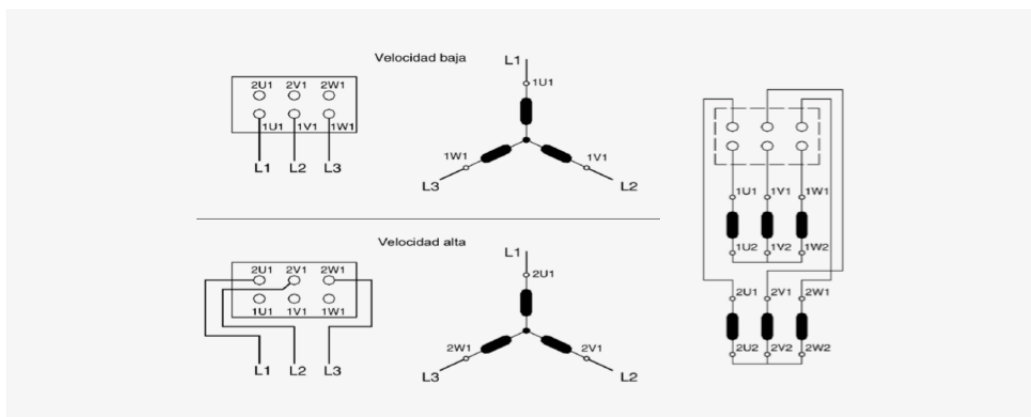 Velocidad baja
2U1 2V1 2W1
1U1 1V1 1W1
L1 L2 L3
L1
1U1
1W1 1V1
L3 L2
Velocidad alta
2U1 2V1 2W1
1U1 1V1 1W1
L1 L2 L3
L1
2U1
2W1 2V1
L3 L2
1U1 1V1 1W1
1U2 1V2 1W2
2U1 2V1 2W1
2U2 2V2 2W2